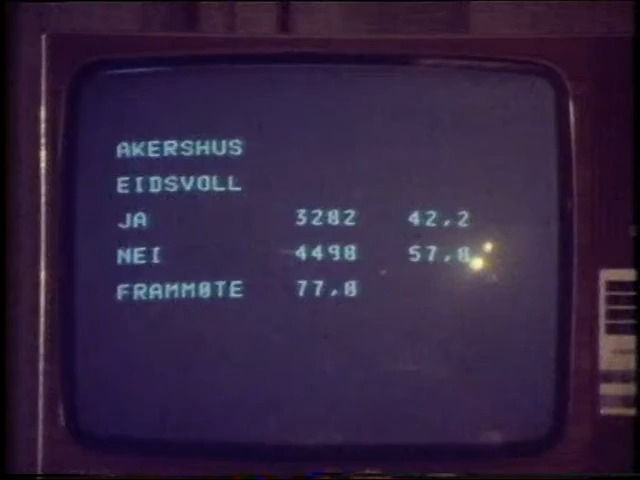 AKERSHUS
EIDSVOLL
JA 3282 42,2
NEI 4498 57,8
FRAMMØTE 77,8